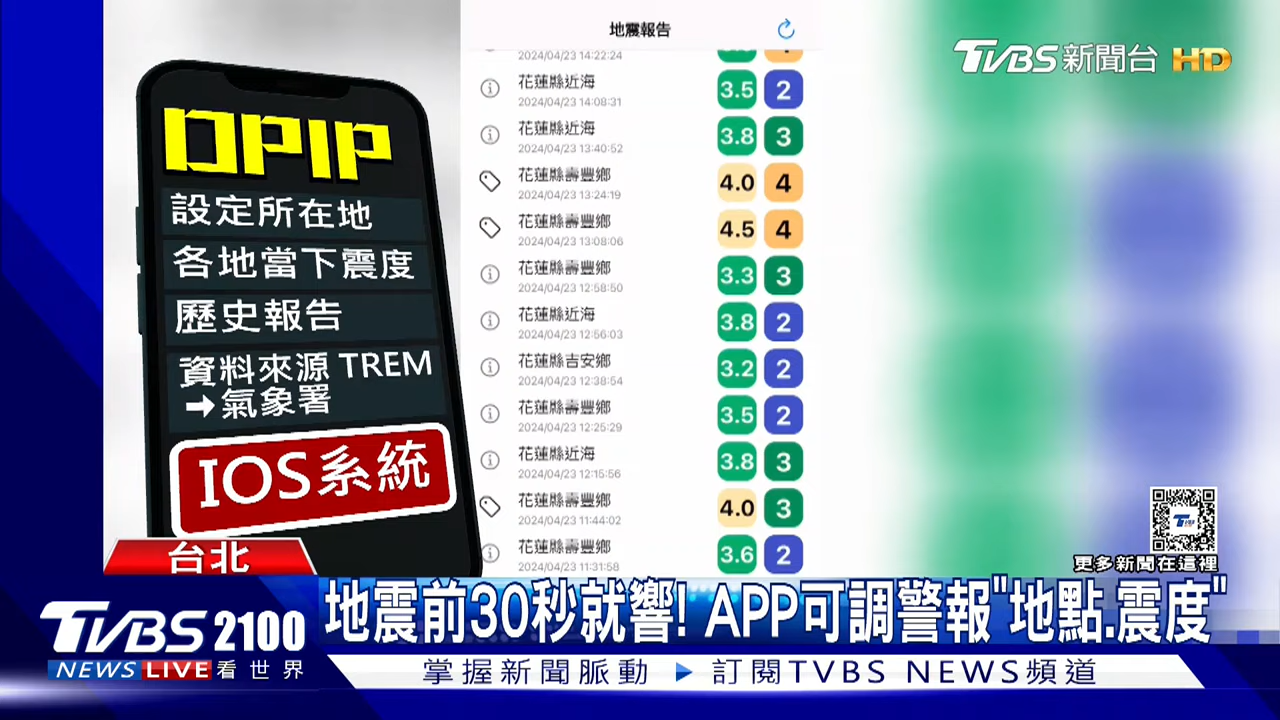 地震報告
TVBS新聞台 HD
2024/04/23 14:22:24
花蓮縣近海 3.5 2
2024/04/23 14:08:31
花蓮縣近海 3.8 3
2024/04/23 13:40:52
花蓮縣壽豐鄉 4.0 4
2024/04/23 13:24:19
花蓮縣壽豐鄉 4.5 4
2024/04/23 13:08:06
花蓮縣壽豐鄉 3.3 3
2024/04/23 12:58:50
花蓮縣近海 3.8 2
2024/04/23 12:56:03
花蓮縣吉安鄉 3.2 2
2024/04/23 12:38:54
花蓮縣壽豐鄉 3.5 2
2024/04/23 12:25:29
花蓮縣近海 3.8 3
2024/04/23 12:15:56
花蓮縣壽豐鄉 4.0 3
2024/04/23 11:44:02
花蓮縣壽豐鄉 3.6 2
2024/04/23 11:31:58
DPIP
設定所在地
各地當下震度
歷史報告
資料來源 TREM
➡氣象署
IOS系統
TVBS
更多新聞在這裡
台北
地震前30秒就響! APP可調警報"地點.震度"
TVBS 2100
NEWS LIVE 看世界
掌握新聞脈動 ▶ 訂閱TVBS NEWS頻道